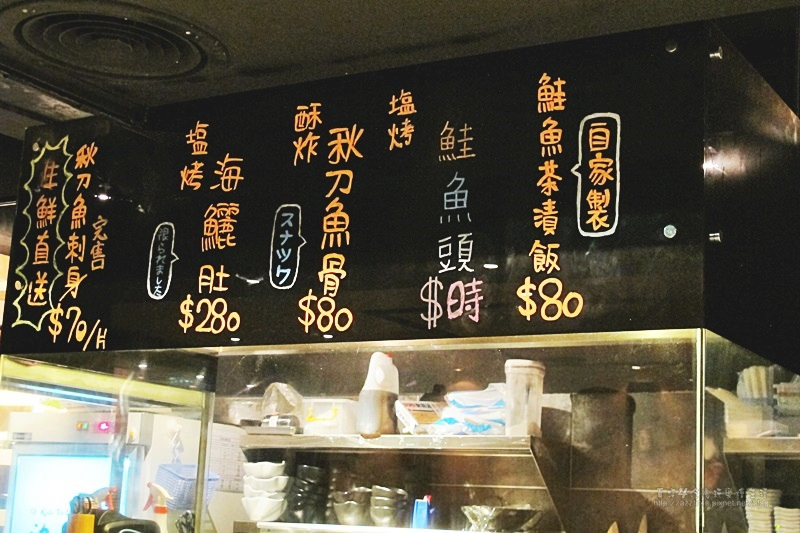 自家製
鮭魚茶漬飯
$80
塩烤
鮭魚頭
$時
酥炸
秋刀魚骨
スナック
$80
塩烤
海鱺肚
$280
完售
秋刀魚刺身
$70/H
生鮮直送